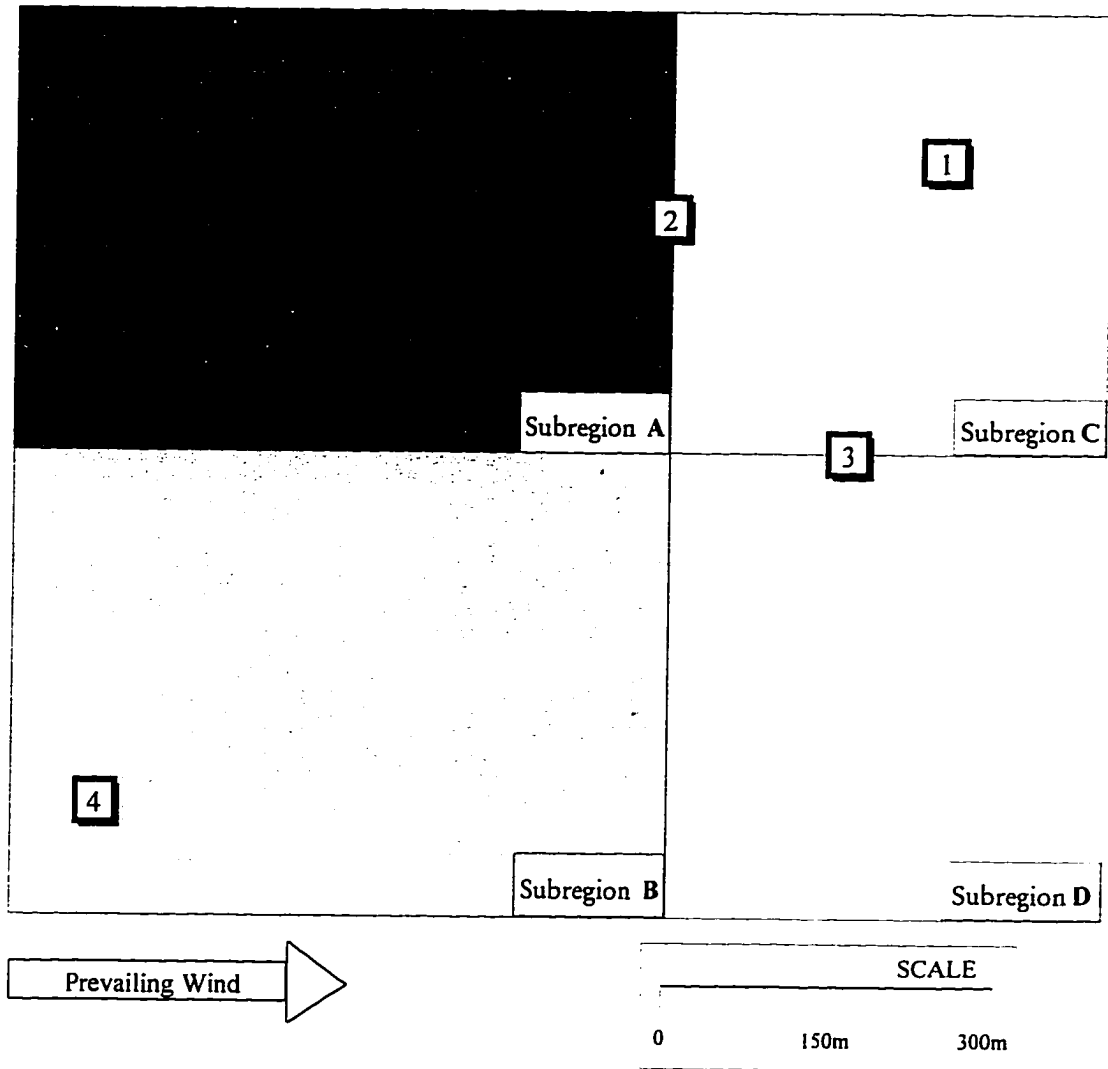 1
2
Subregion A
Subregion C
3
4
Subregion B
Subregion D
Prevailing Wind
SCALE
0 150m 300m